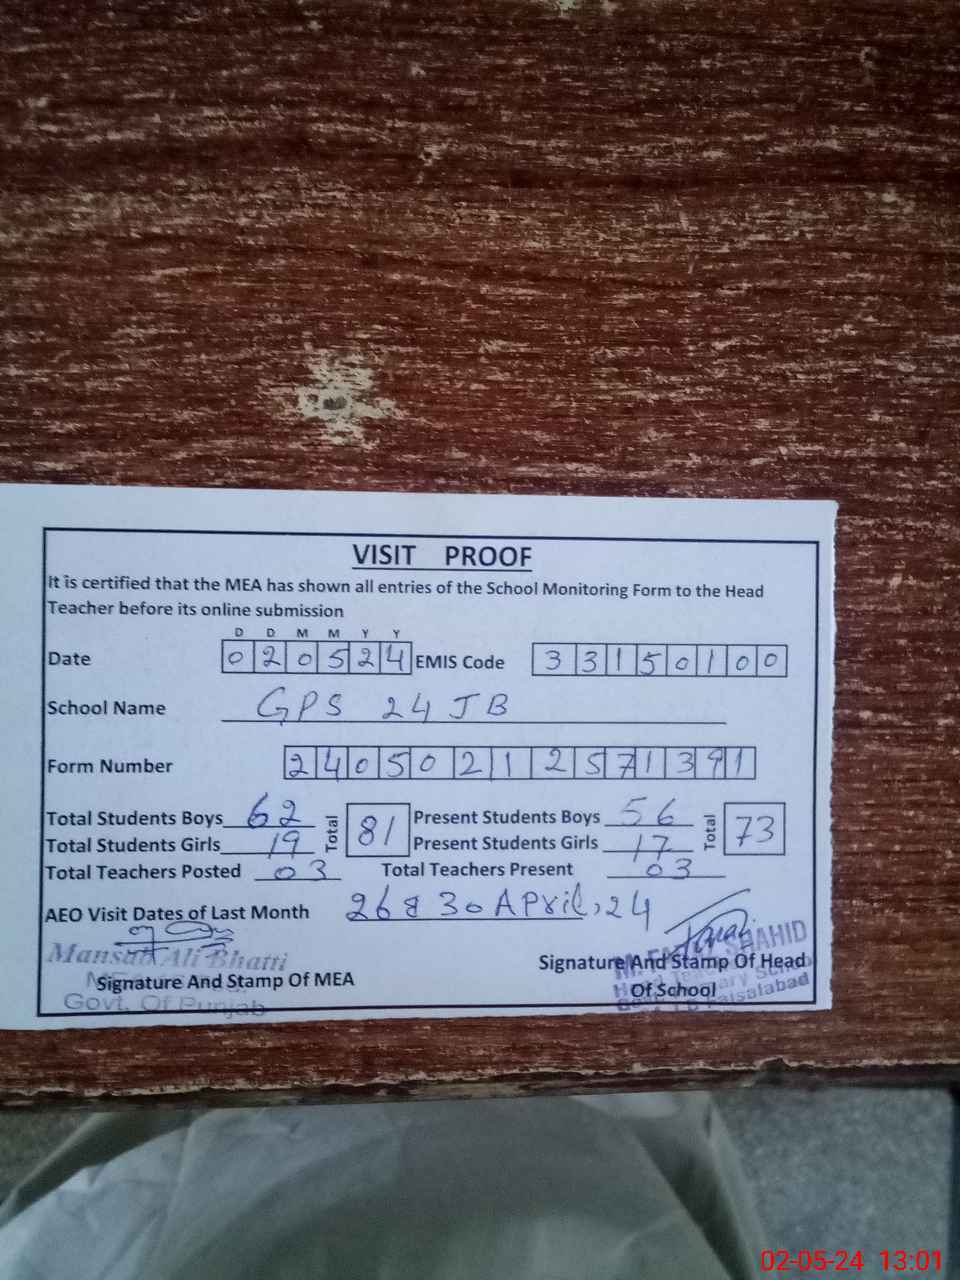 VISIT PROOF
It is certified that the MEA has shown all entries of the School Monitoring Form to the Head
Teacher before its online submission
D D M M Y Y
Date 0 2 0 5 2 4 EMIS Code 3 3 1 5 0 1 0 0
School Name GPS 24 JB
Form Number 2 4 0 5 0 2 1 1 2 5 7 1 3 9 1
Total Students Boys 62 Total 81 Present Students Boys 56 Total 73
Total Students Girls 19 Present Students Girls 17
Total Teachers Posted 03 Total Teachers Present 03
AEO Visit Dates of Last Month 26 & 30 April, 24
Mansab Ali Bhatti
Signature And Stamp Of MEA
Govt. Of Punjab
SHAHID
Signature And Stamp Of Head
Of School
Faisalabad
02-05-24 13:01